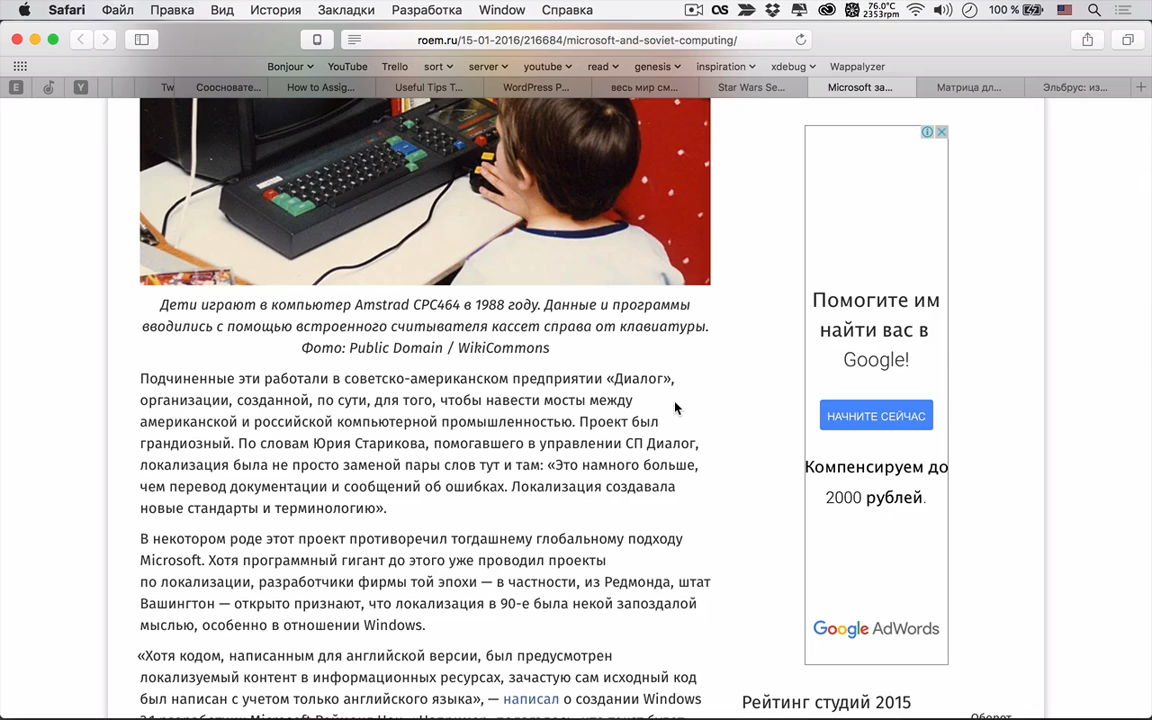 Safari Файл Правка Вид История Закладки Разработка Window Справка 76.0°C 2353rpm 100 %
roem.ru/15-01-2016/216684/microsoft-and-soviet-computing/
Bonjour YouTube Trello sort server youtube read genesis inspiration xdebug Wappalyzer
E Y Tw Соосновате... How to Assig... Useful Tips T... WordPress P... весь мир см... Star Wars Se... Microsoft за... Матрица дл... Эльбрус: из...
Дети играют в компьютер Amstrad CPC464 в 1988 году. Данные и программы
вводились с помощью встроенного считывателя кассет справа от клавиатуры.
Фото: Public Domain / WikiCommons
Подчиненные эти работали в советско-американском предприятии «Диалог»,
организации, созданной, по сути, для того, чтобы навести мосты между
американской и российской компьютерной промышленностью. Проект был
грандиозный. По словам Юрия Старикова, помогавшего в управлении СП Диалог,
локализация была не просто заменой пары слов тут и там: «Это намного больше,
чем перевод документации и сообщений об ошибках. Локализация создавала
новые стандарты и терминологию».
В некотором роде этот проект противоречил тогдашнему глобальному подходу
Microsoft. Хотя программный гигант до этого уже проводил проекты
по локализации, разработчики фирмы той эпохи — в частности, из Редмонда, штат
Вашингтон — открыто признают, что локализация в 90-е была некой запоздалой
мыслью, особенно в отношении Windows.
«Хотя кодом, написанным для английской версии, был предусмотрен
локализуемый контент в информационных ресурсах, зачастую сам исходный код
был написан с учетом только английского языка», — написал о создании Windows
Помогите им
найти вас в
Google!
НАЧНИТЕ СЕЙЧАС
Компенсируем до
2000 рублей.
Google AdWords
Рейтинг студий 2015